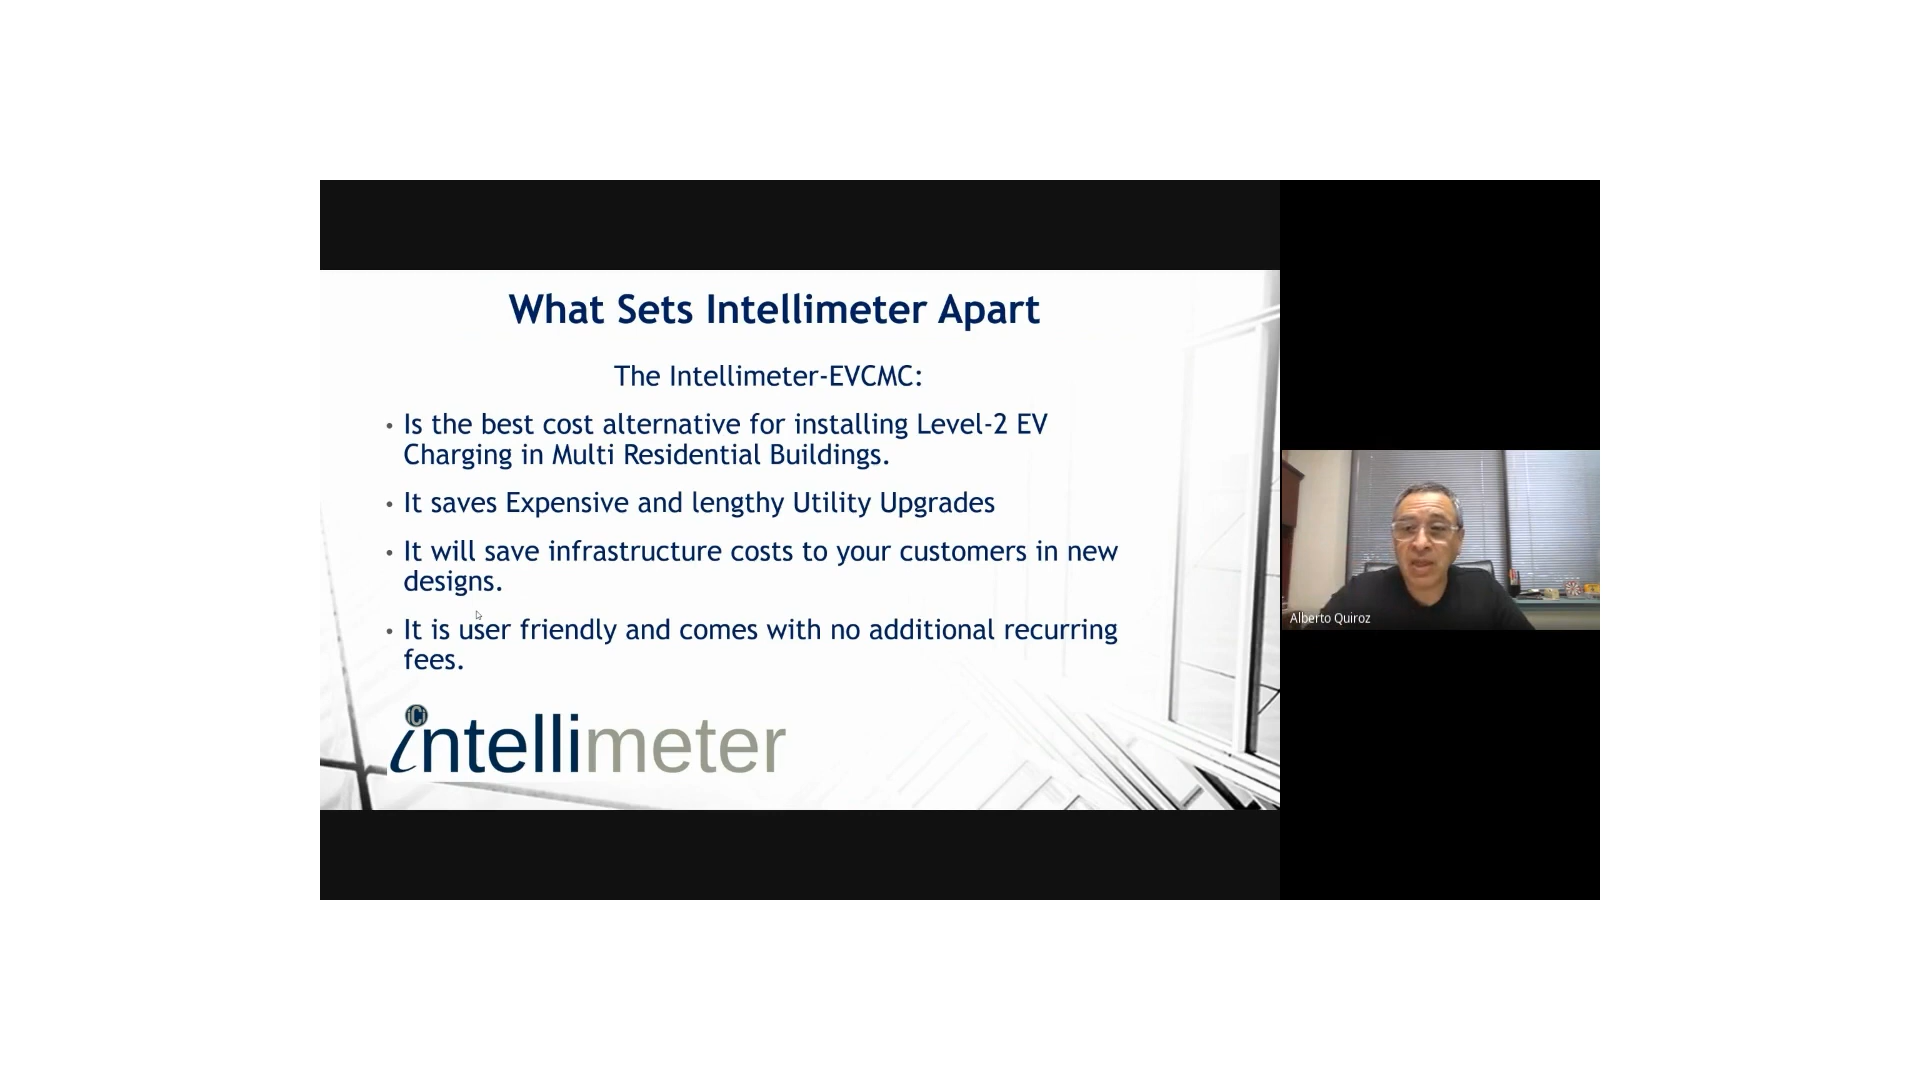 What Sets Intellimeter Apart
The Intellimeter-EVCMC:
• Is the best cost alternative for installing Level-2 EV
Charging in Multi Residential Buildings.
• It saves Expensive and lengthy Utility Upgrades
• It will save infrastructure costs to your customers in new
designs.
• It is user friendly and comes with no additional recurring
fees.
iCi
intellimeter
Alberto Quiroz